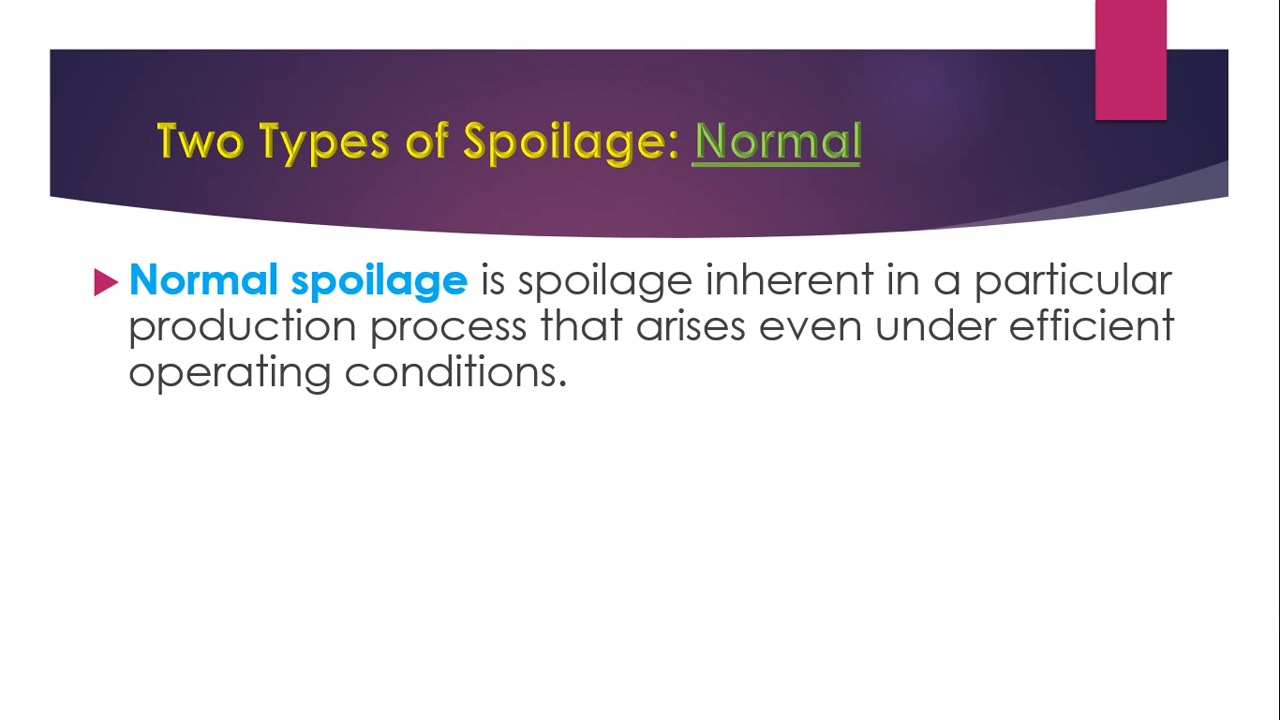 Two Types of Spoilage: Normal
Normal spoilage is spoilage inherent in a particular
production process that arises even under efficient
operating conditions.